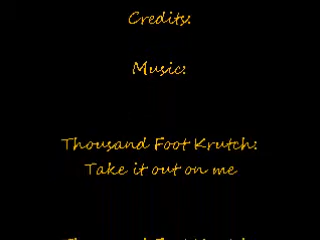 Credits:
Music:
Thousand Foot Krutch:
Take it out on me